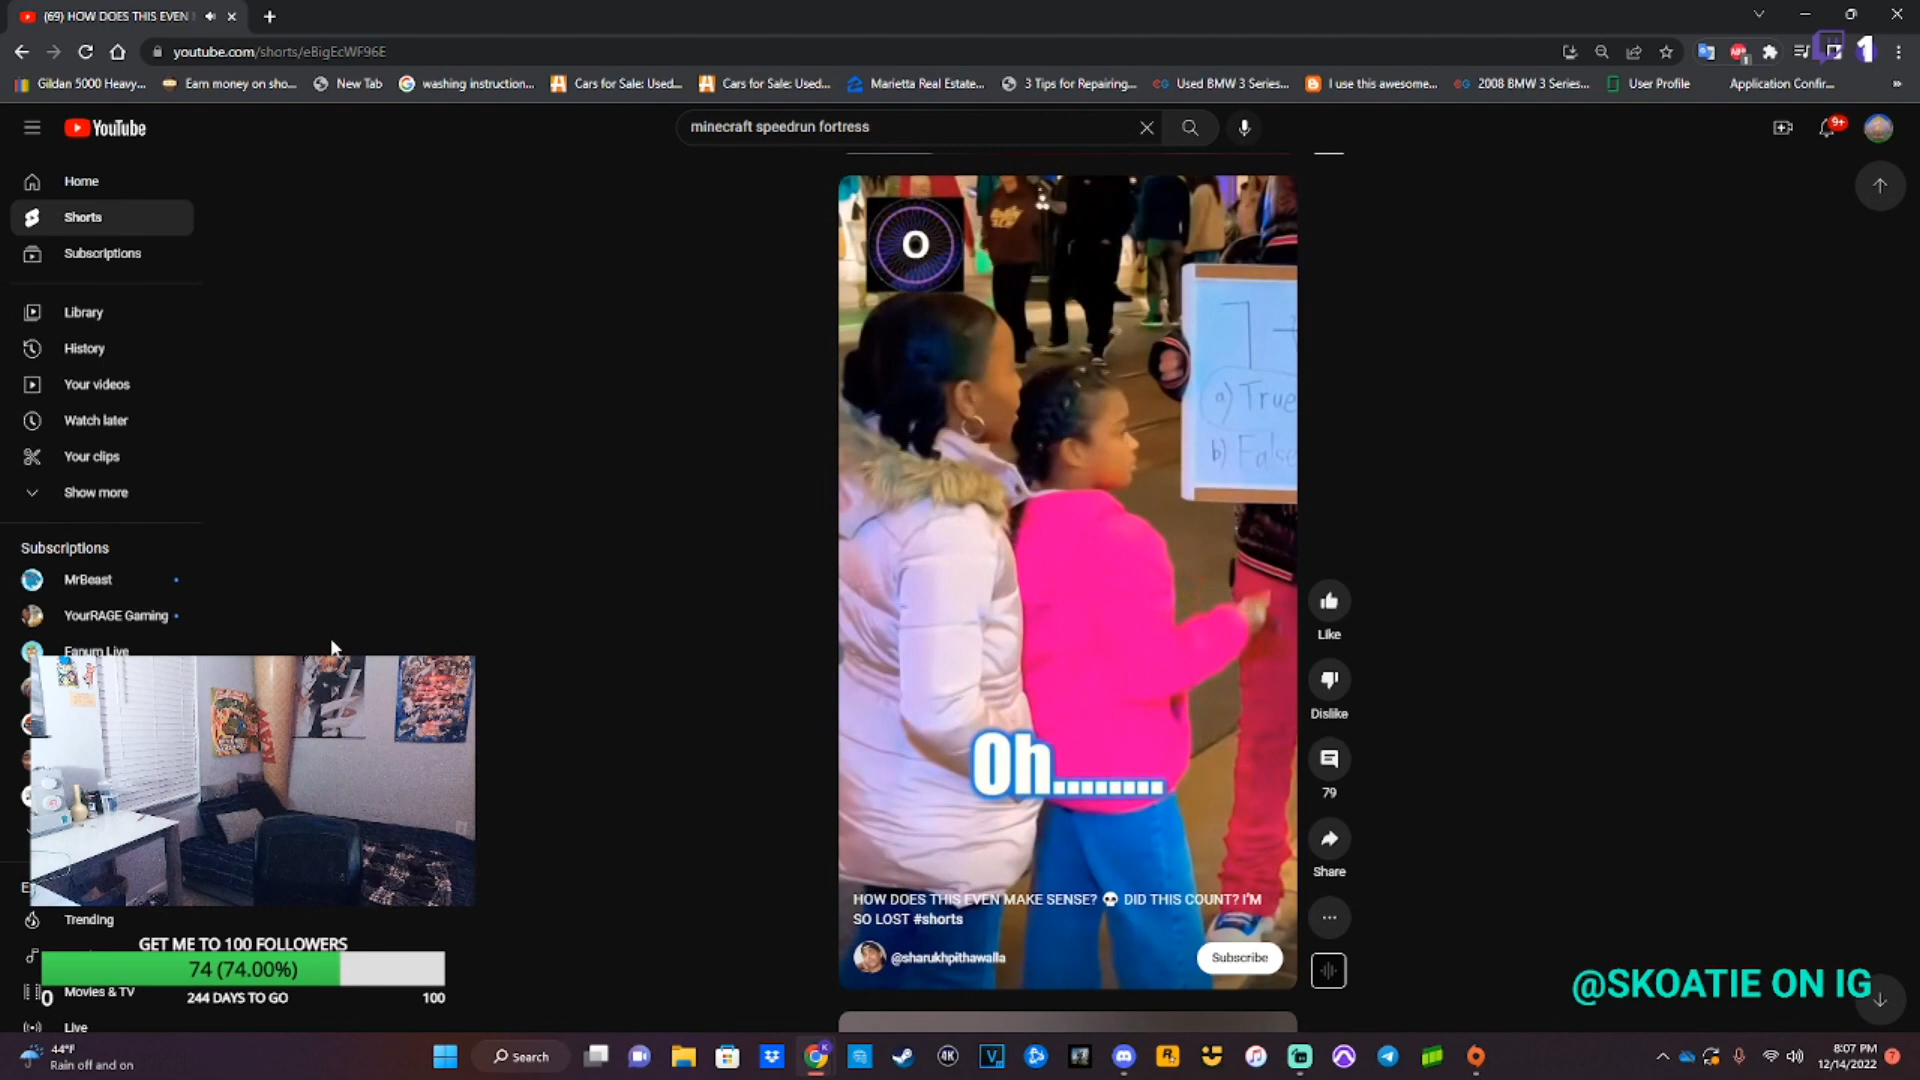 (69) HOW DOES THIS EVEN
youtube.com/shorts/eBigEcWF96E
Gildan 5000 Heavy...
Earn money on sho...
New Tab
washing instruction...
Cars for Sale: Used...
Cars for Sale: Used...
Marietta Real Estate...
3 Tips for Repairing...
Used BMW 3 Series...
I use this awesome...
2008 BMW 3 Series...
User Profile
Application Confir...
YouTube
minecraft speedrun fortress
9+
1
Home
Shorts
Subscriptions
Library
History
Your videos
Watch later
Your clips
Show more
Subscriptions
MrBeast
YourRAGE Gaming
Fanum Live
Trending
Movies & TV
Live
O
a) True
b) False
Oh........
HOW DOES THIS EVEN MAKE SENSE? 💀 DID THIS COUNT? I'M
SO LOST #shorts
@sharukhpithawalla
Subscribe
Like
Dislike
79
Share
GET ME TO 100 FOLLOWERS
74 (74.00%)
0
244 DAYS TO GO
100
@SKOATIE ON IG
44°F
Rain off and on
Search
8:07 PM
12/14/2022
7